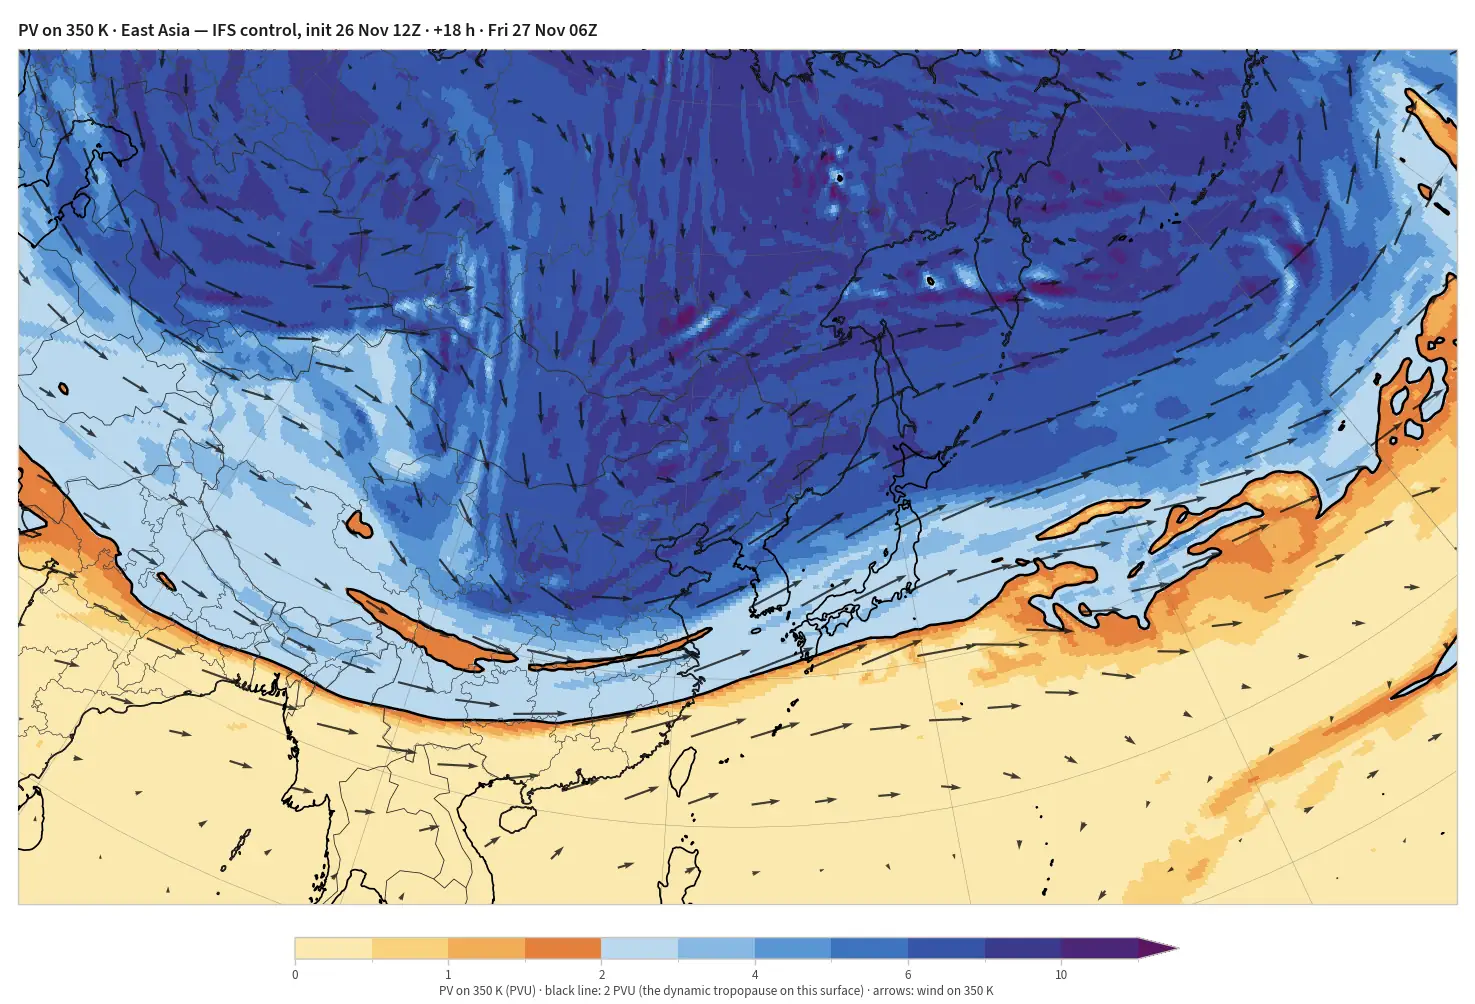 PV on 350 K · East Asia — IFS control, init 26 Nov 12Z · +18 h · Fri 27 Nov 06Z
0 1 2 4 6 10
PV on 350 K (PVU) · black line: 2 PVU (the dynamic tropopause on this surface) · arrows: wind on 350 K